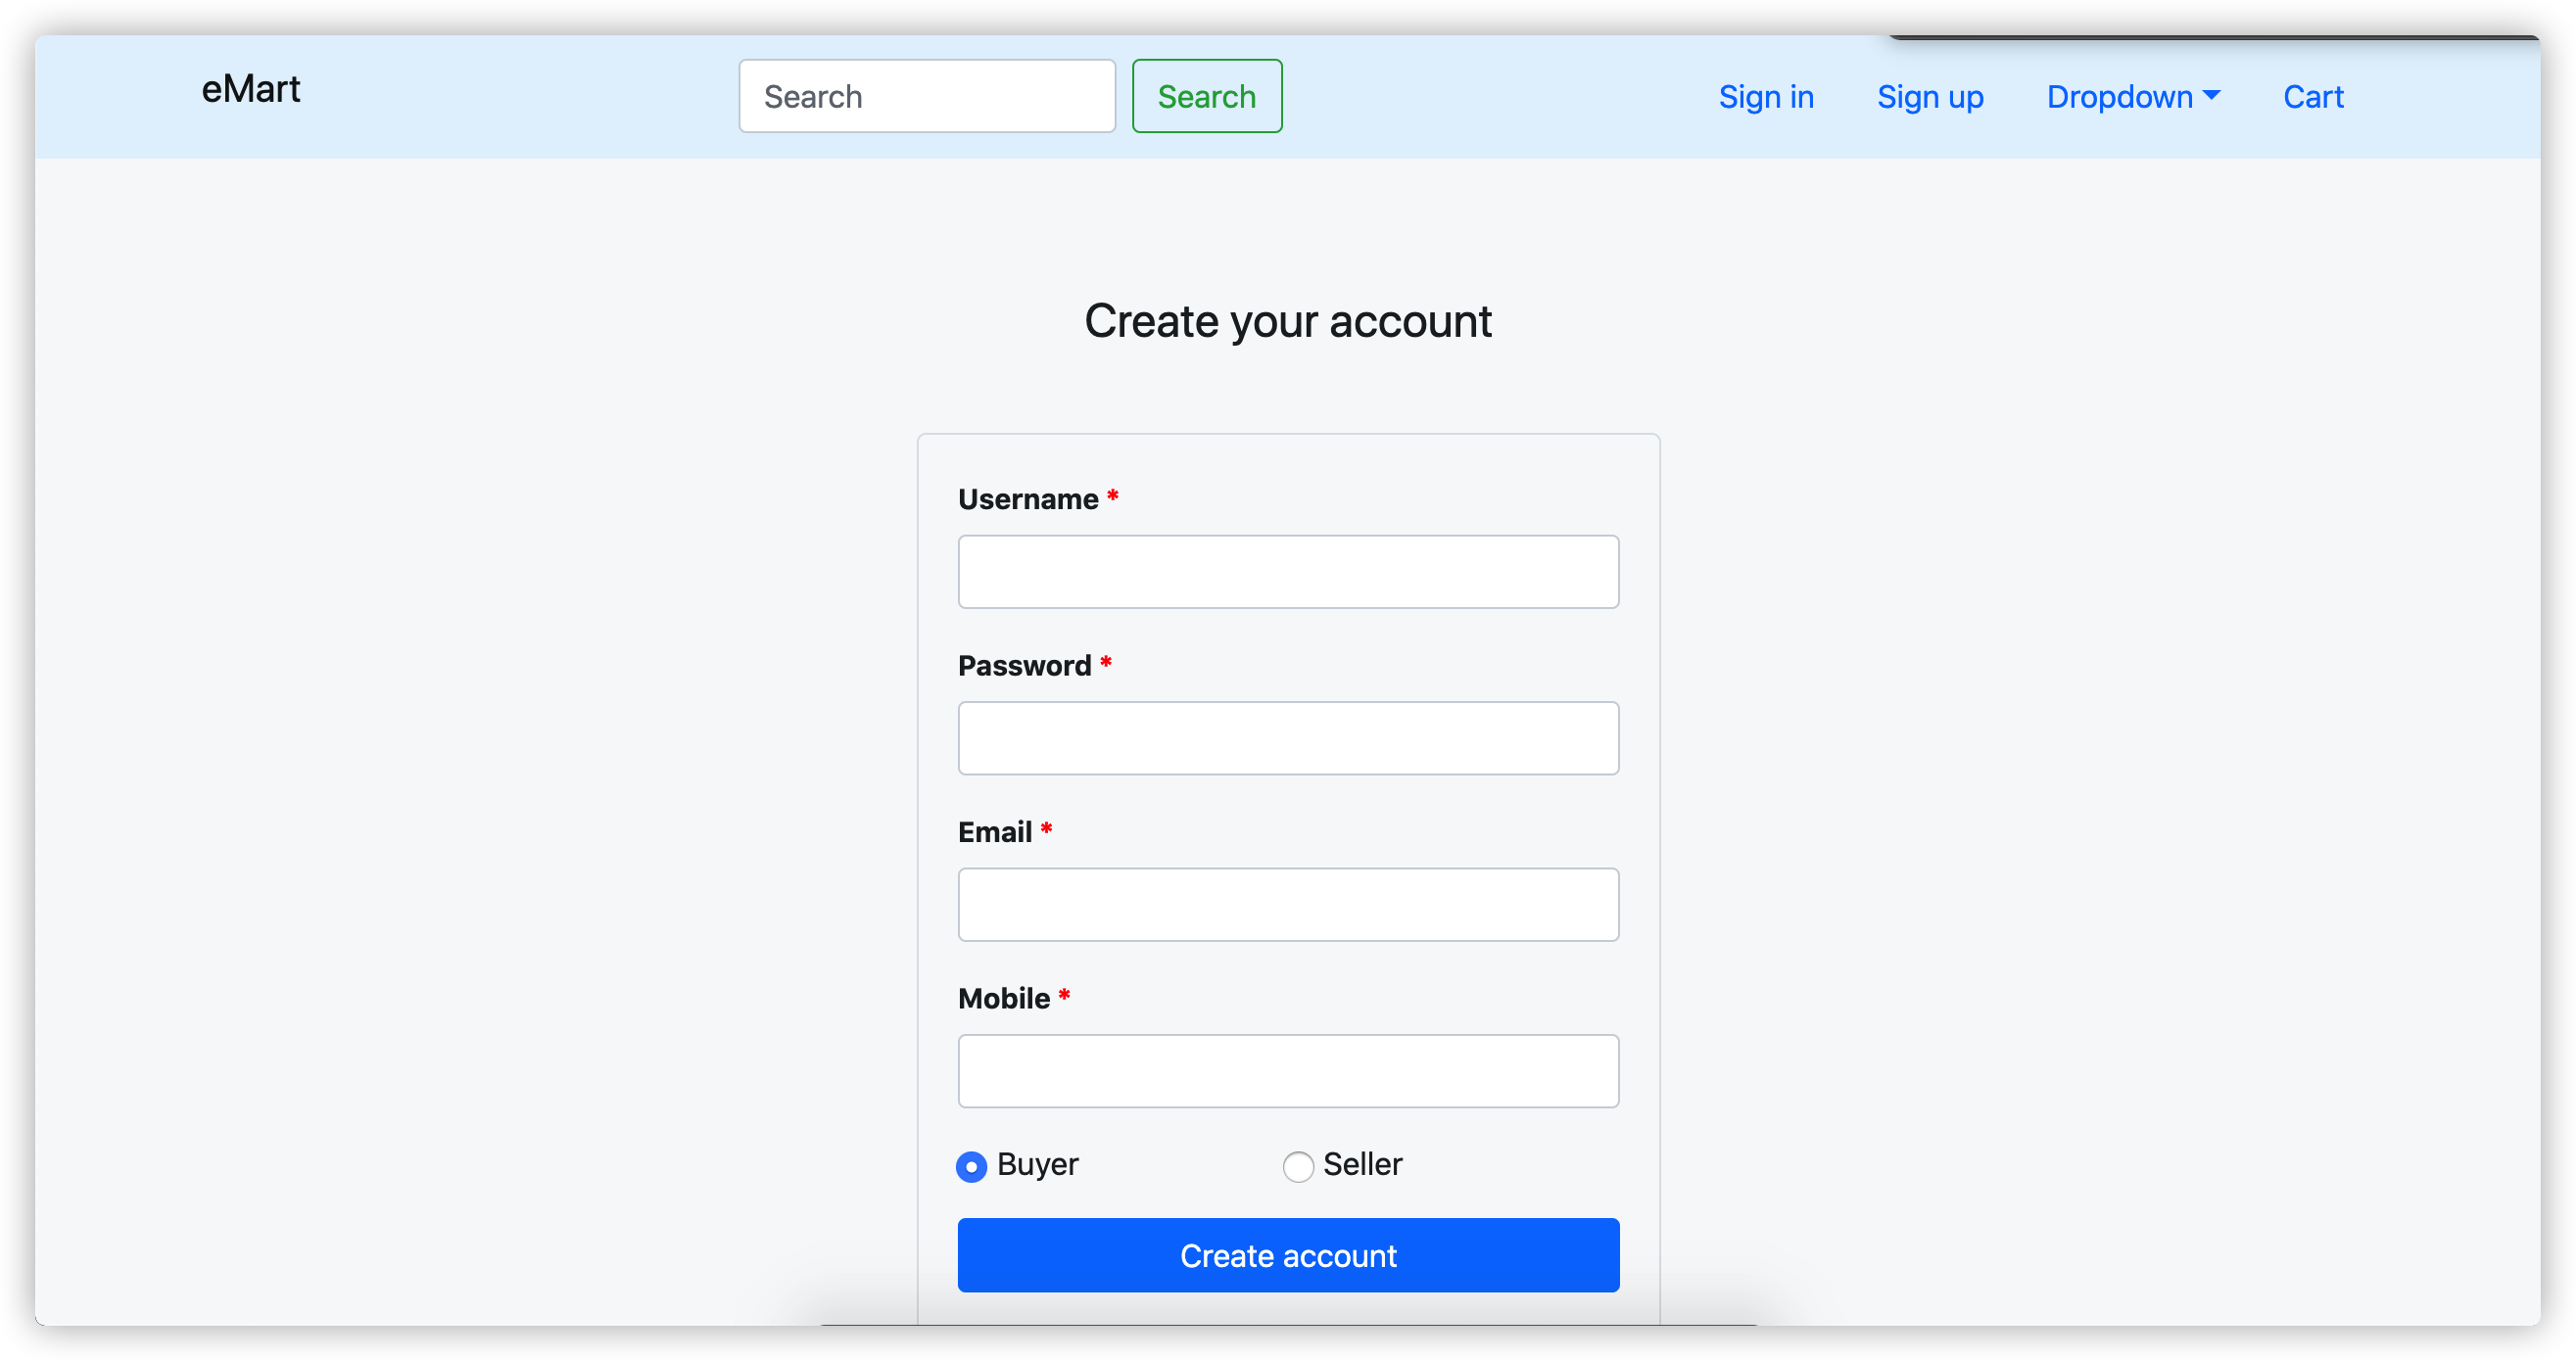 eMart
Search Search Sign in Sign up Dropdown Cart
Create your account
Username *
Password *
Email *
Mobile *
Buyer Seller
Create account